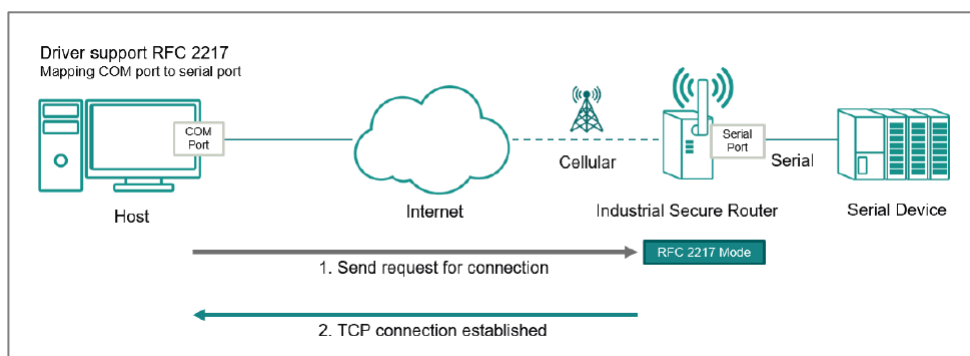 Driver support RFC 2217
Mapping COM port to serial port
COM
Port
Serial
Port
Cellular
Serial
Host
Internet
Industrial Secure Router
Serial Device
RFC 2217 Mode
1. Send request for connection
2. TCP connection established